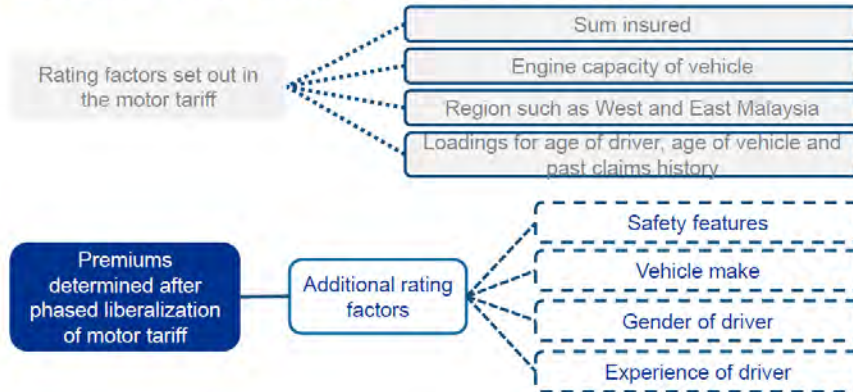 Rating factors set out in
the motor tariff
Sum insured
Engine capacity of vehicle
Region such as West and East Malaysia
Loadings for age of driver, age of vehicle and
past claims history
Premiums
determined after
phased liberalization
of motor tariff
Additional rating
factors
Safety features
Vehicle make
Gender of driver
Experience of driver